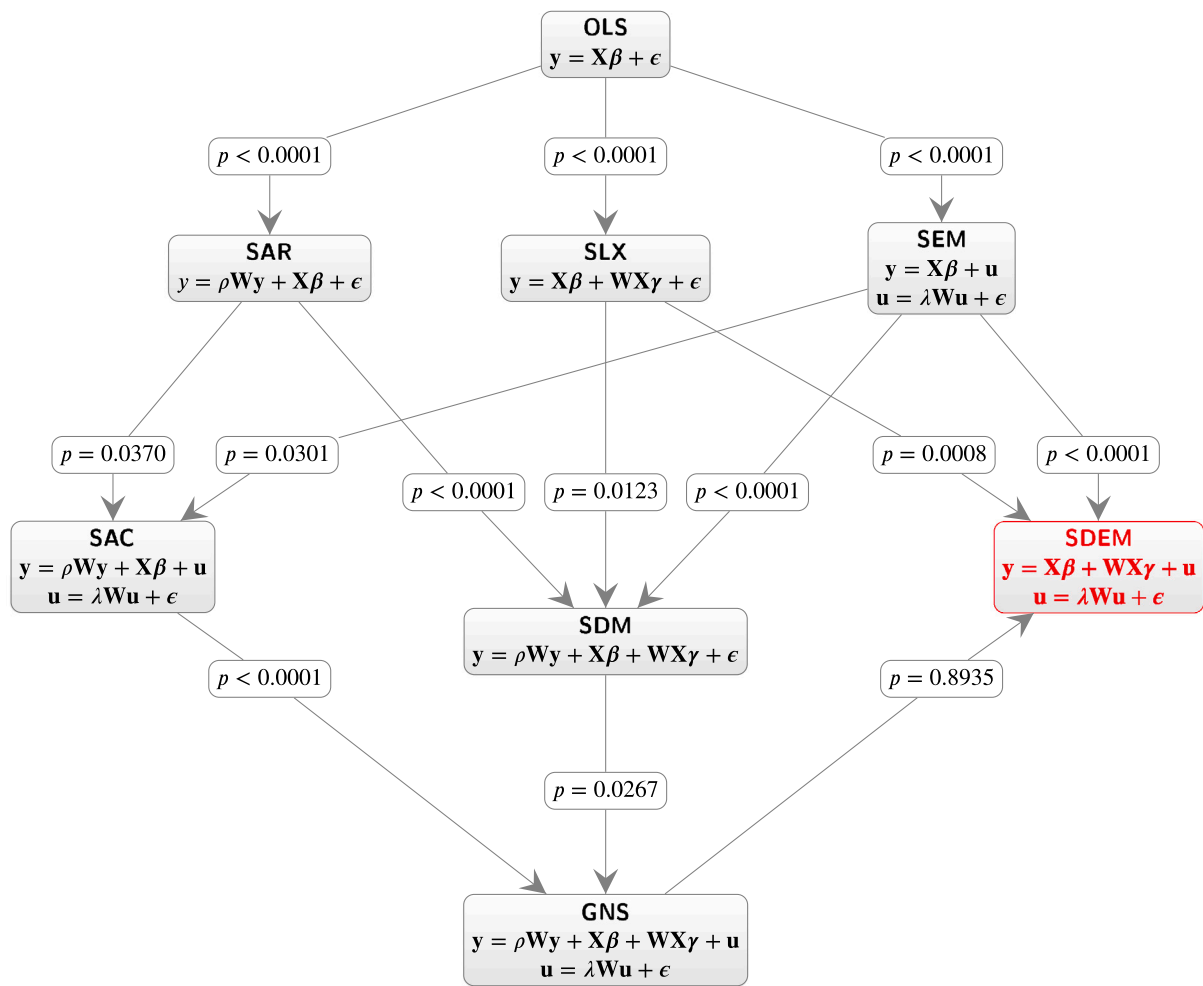 OLS
y = Xβ + ϵ
p < 0.0001
p < 0.0001
p < 0.0001
SAR
y = ρWy + Xβ + ϵ
SLX
y = Xβ + WXγ + ϵ
SEM
y = Xβ + u
u = λWu + ϵ
p = 0.0370
p = 0.0301
p = 0.0008
p < 0.0001
p < 0.0001
p = 0.0123
p < 0.0001
SAC
y = ρWy + Xβ + u
u = λWu + ϵ
SDEM
y = Xβ + WXγ + u
u = λWu + ϵ
SDM
y = ρWy + Xβ + WXγ + ϵ
p < 0.0001
p = 0.8935
p = 0.0267
GNS
y = ρWy + Xβ + WXγ + u
u = λWu + ϵ